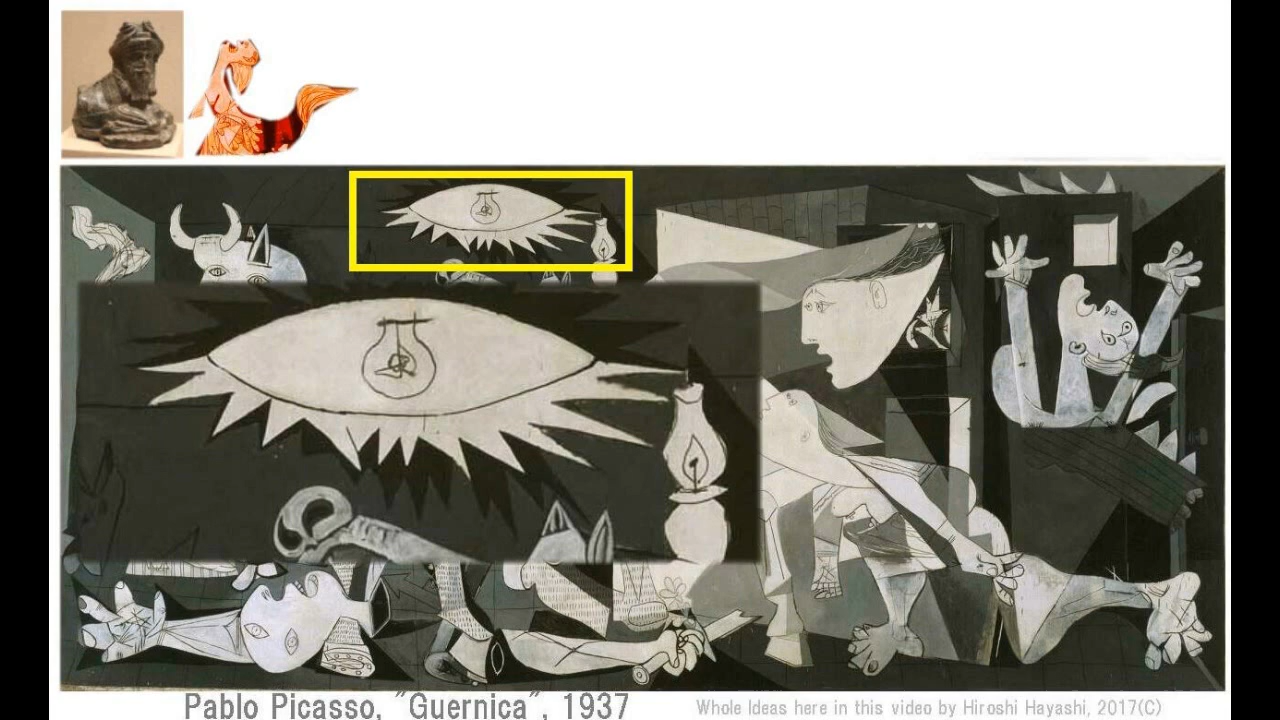 Pablo Picasso, "Guernica", 1937
Whole Ideas here in this video by Hiroshi Hayashi, 2017(C)